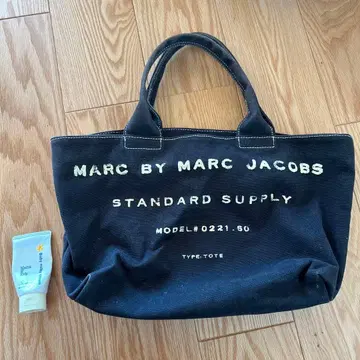 MARC BY MARC JACOBS
STANDARD SUPPLY
MODEL# 0221.60
TYPE:TOTE